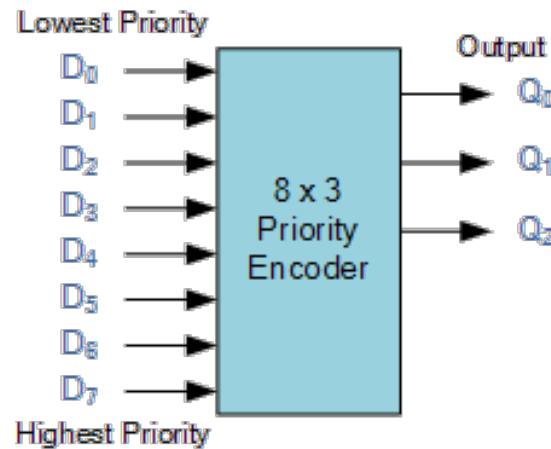 Lowest Priority
Output
D₀
D₁
D₂
D₃
D₄
D₅
D₆
D₇
8 x 3
Priority
Encoder
Q₀
Q₁
Q₂
Highest Priority